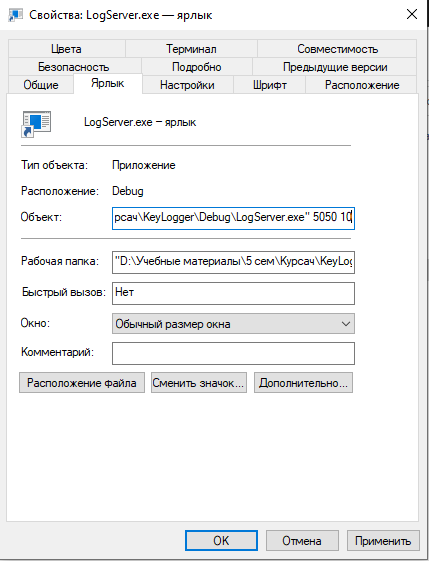 Свойства: LogServer.exe — ярлык
Цвета Терминал Совместимость
Безопасность Подробно Предыдущие версии
Общие Ярлык Настройки Шрифт Расположение
LogServer.exe – ярлык
Тип объекта: Приложение
Расположение: Debug
Объект: рсач\KeyLogger\Debug\LogServer.exe" 5050 10
Рабочая папка: "D:\Учебные материалы\5 сем\Курсач\KeyLog
Быстрый вызов: Нет
Окно: Обычный размер окна
Комментарий:
Расположение файла Сменить значок... Дополнительно...
ОК Отмена Применить